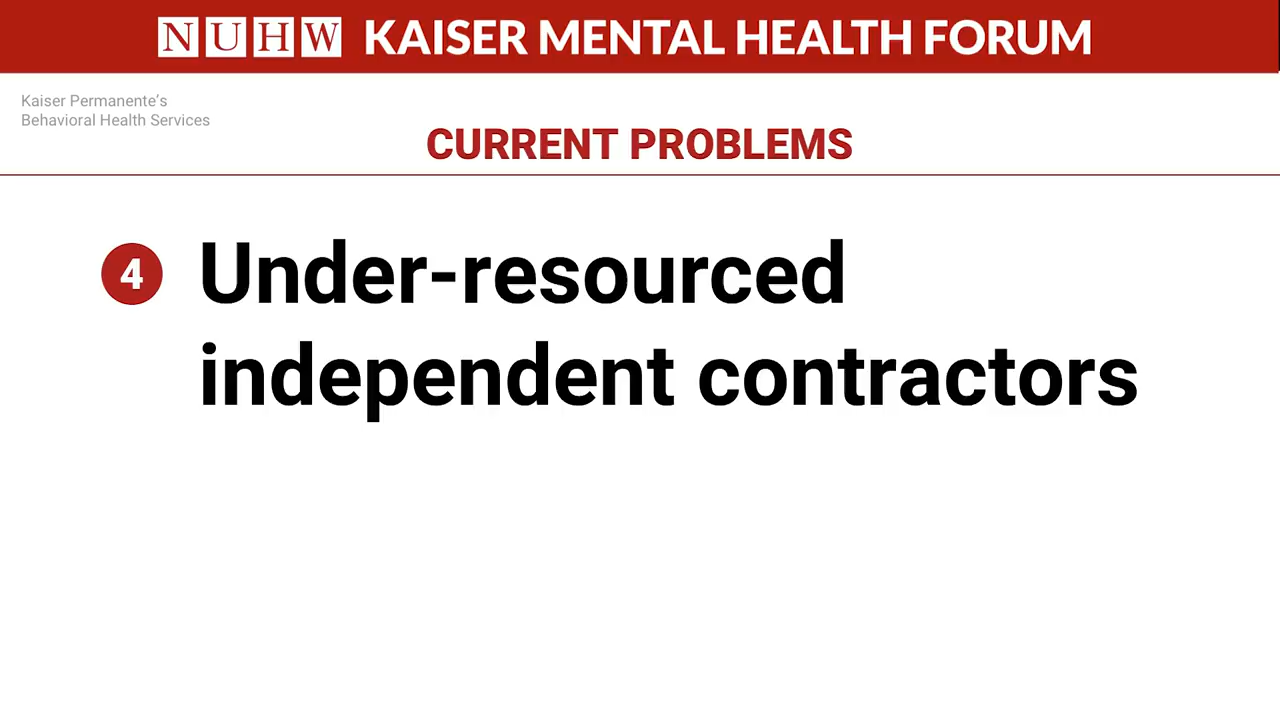 NUHW KAISER MENTAL HEALTH FORUM
Kaiser Permanente’s
Behavioral Health Services
CURRENT PROBLEMS
4 Under-resourced
independent contractors